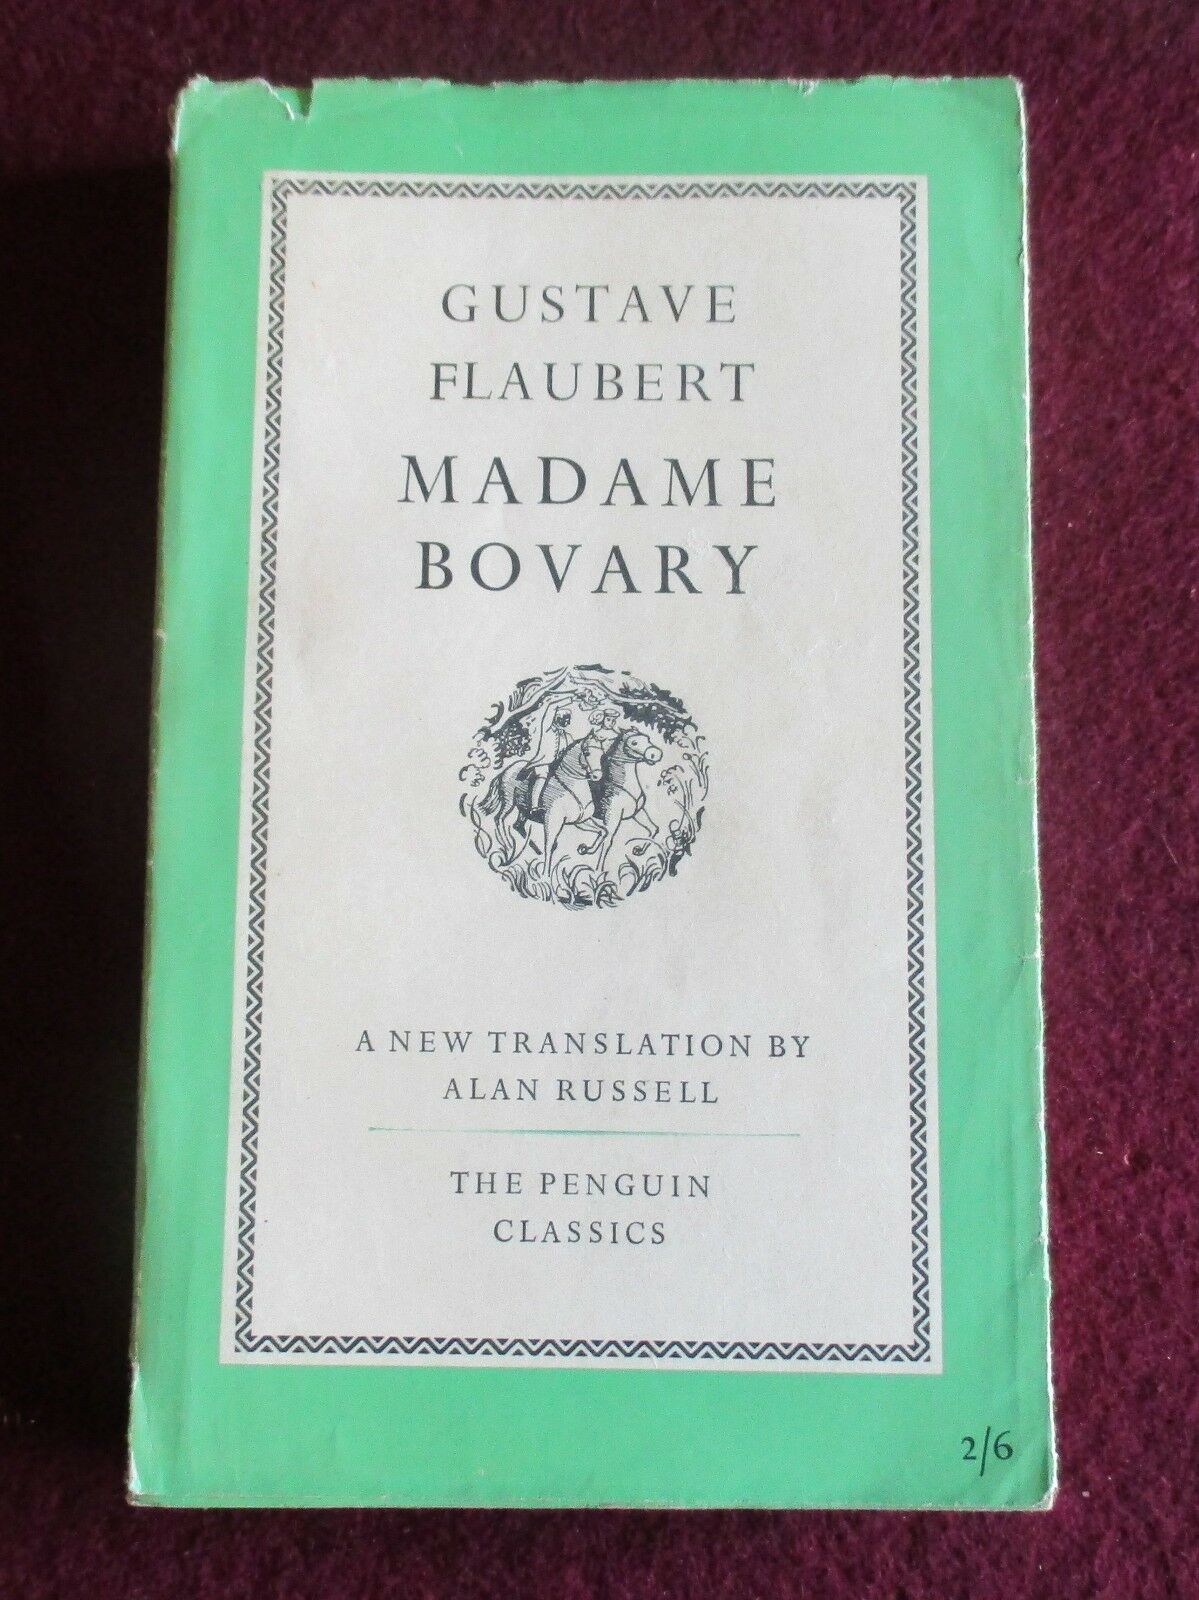 GUSTAVE
FLAUBERT
MADAME
BOVARY
A NEW TRANSLATION BY
ALAN RUSSELL
THE PENGUIN
CLASSICS
2/6